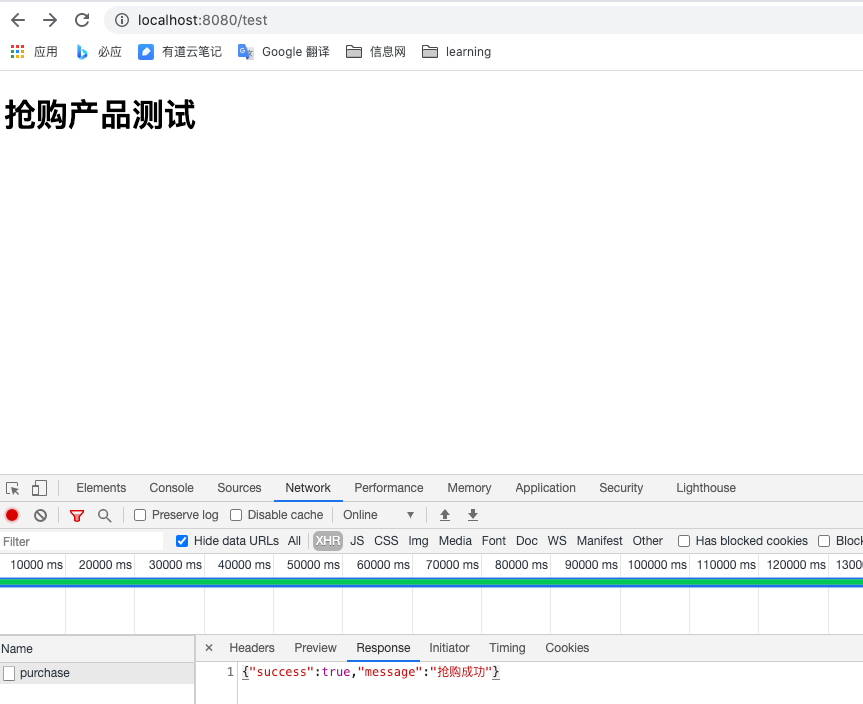 localhost:8080/test
应用 必应 有道云笔记 Google 翻译 信息网 learning
抢购产品测试
Elements Console Sources Network Performance Memory Application Security Lighthouse
Preserve log Disable cache Online
Filter Hide data URLs All XHR JS CSS Img Media Font Doc WS Manifest Other Has blocked cookies Block
10000 ms 20000 ms 30000 ms 40000 ms 50000 ms 60000 ms 70000 ms 80000 ms 90000 ms 100000 ms 110000 ms 120000 ms 13000
Name × Headers Preview Response Initiator Timing Cookies
purchase 1 {"success":true,"message":"抢购成功"}